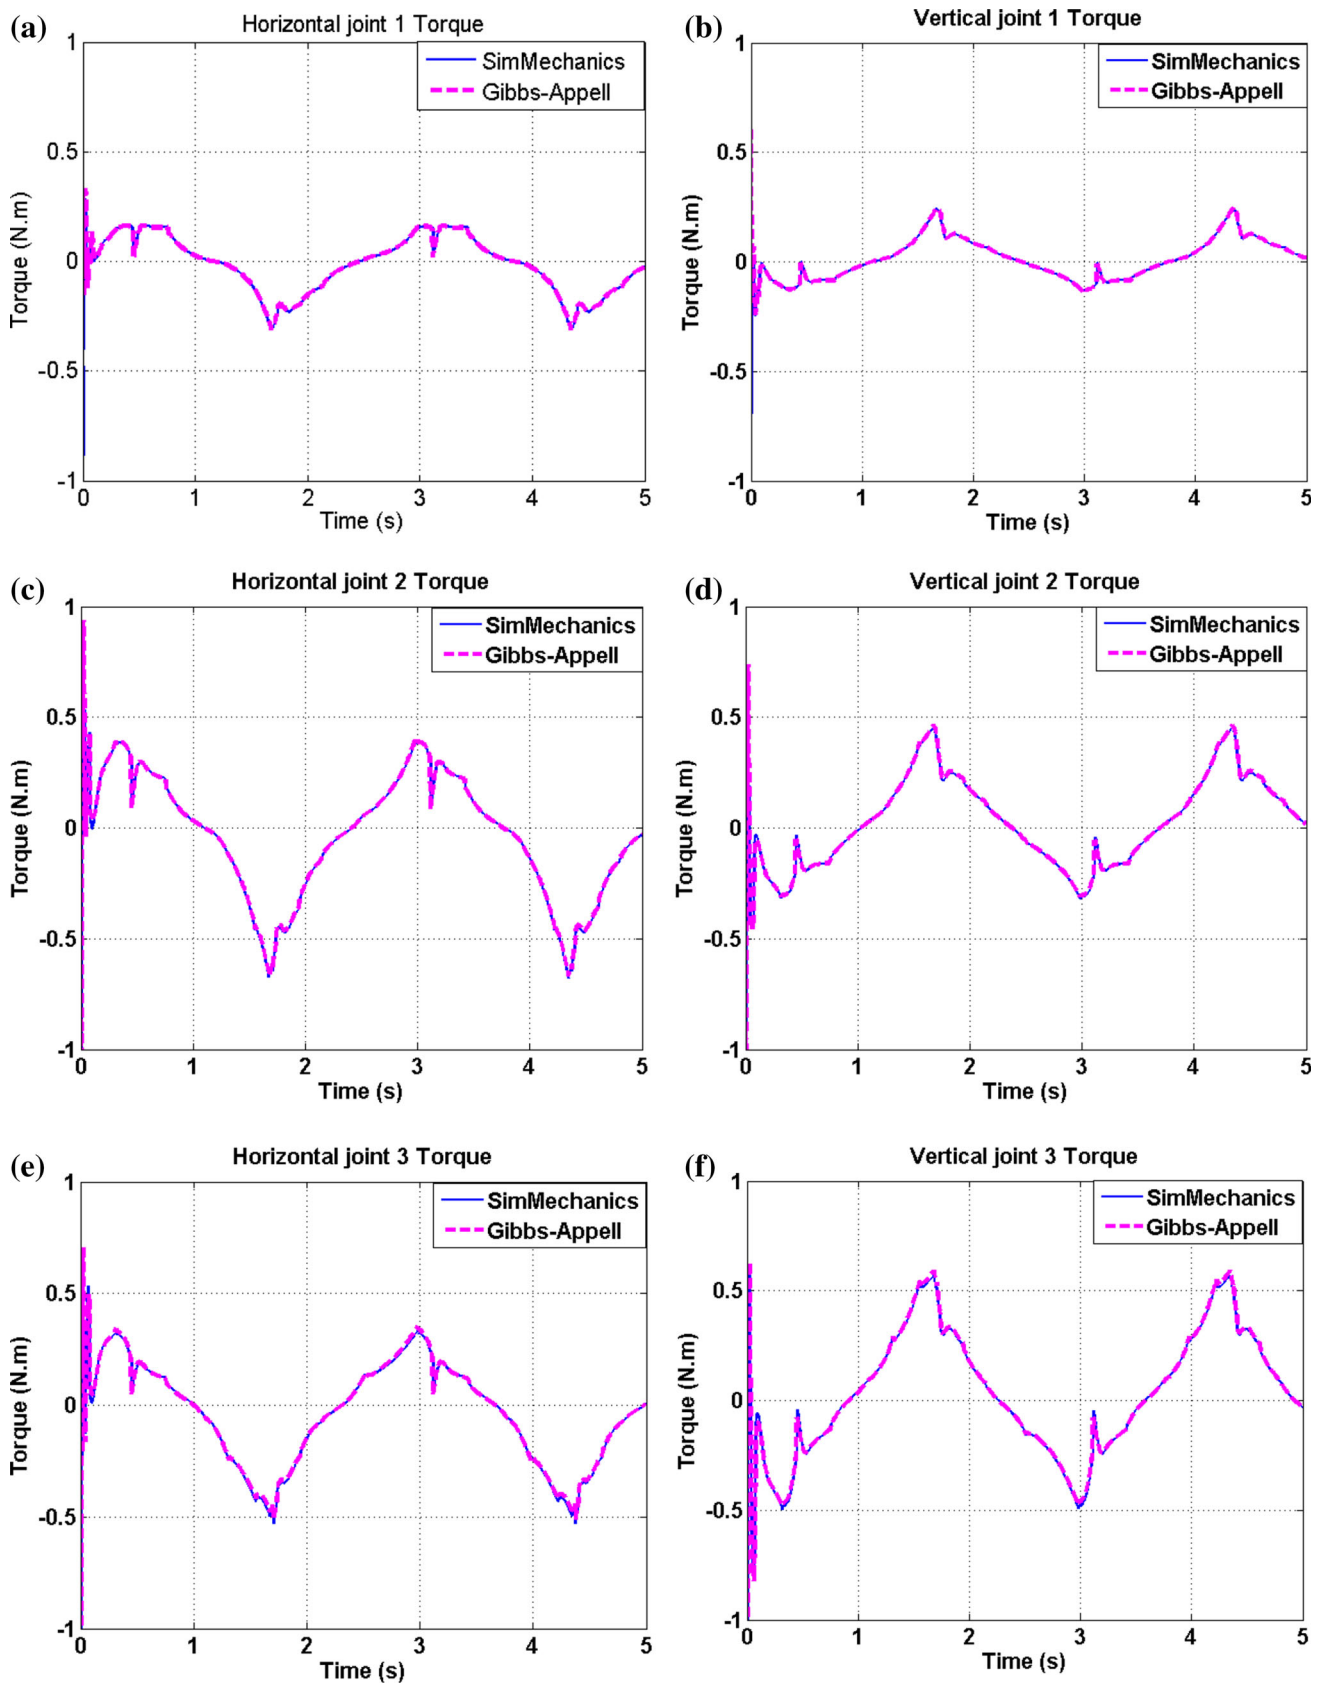 (a)
Horizontal joint 1 Torque
SimMechanics
Gibbs-Appell
1
0.5
0
-0.5
-1
Torque (N.m)
0 1 2 3 4 5
Time (s)
(b)
Vertical joint 1 Torque
SimMechanics
Gibbs-Appell
1
0.5
0
-0.5
-1
Torque (N.m)
0 1 2 3 4 5
Time (s)
(c)
Horizontal joint 2 Torque
SimMechanics
Gibbs-Appell
1
0.5
0
-0.5
-1
Torque (N.m)
0 1 2 3 4 5
Time (s)
(d)
Vertical joint 2 Torque
SimMechanics
Gibbs-Appell
1
0.5
0
-0.5
-1
Torque (N.m)
0 1 2 3 4 5
Time (s)
(e)
Horizontal joint 3 Torque
SimMechanics
Gibbs-Appell
1
0.5
0
-0.5
-1
Torque (N.m)
0 1 2 3 4 5
Time (s)
(f)
Vertical joint 3 Torque
SimMechanics
Gibbs-Appell
1
0.5
0
-0.5
-1
Torque (N.m)
0 1 2 3 4 5
Time (s)